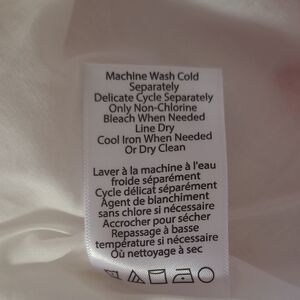 Machine Wash Cold
Separately
Delicate Cycle Separately
Only Non-Chlorine
Bleach When Needed
Line Dry
Cool Iron When Needed
Or Dry Clean
Laver à la machine à l'eau
froide séparément
Cycle délicat séparément
Agent de blanchiment
sans chlore si nécessaire
Accrocher pour sécher
Repassage à basse
température si nécessaire
Où nettoyage à sec